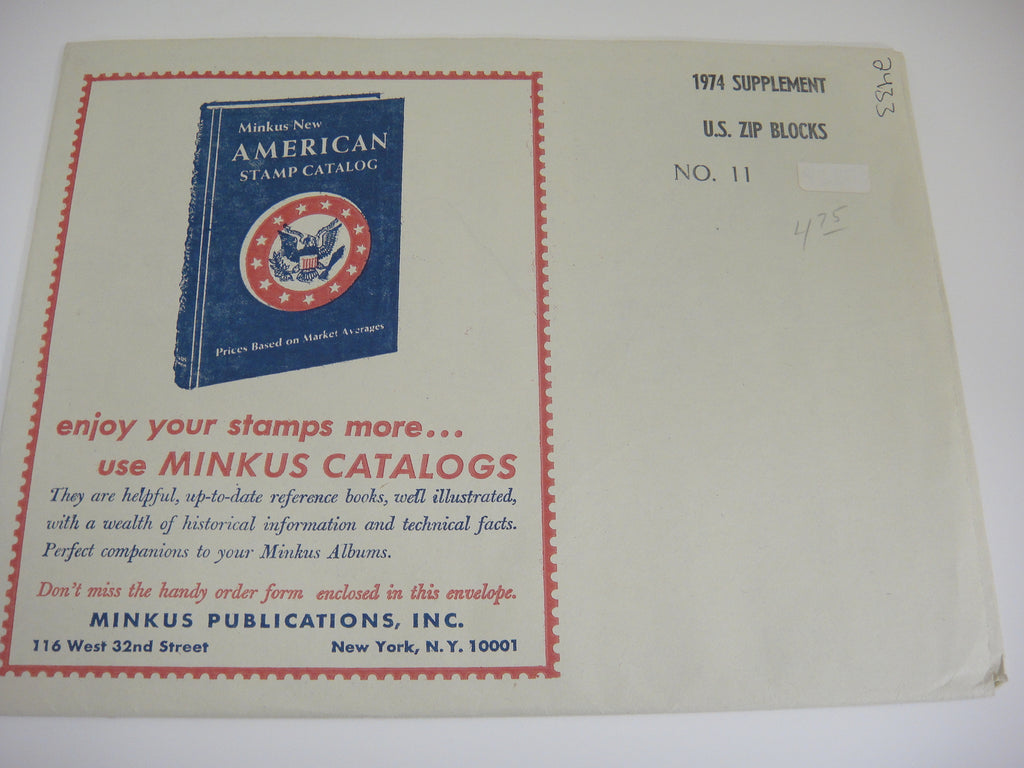 Minkus New
AMERICAN
STAMP CATALOG
Prices Based on Market Averages
enjoy your stamps more...
use MINKUS CATALOGS
They are helpful, up-to-date reference books, well illustrated,
with a wealth of historical information and technical facts.
Perfect companions to your Minkus Albums.
Don't miss the handy order form enclosed in this envelope.
MINKUS PUBLICATIONS, INC.
116 West 32nd Street New York, N.Y. 10001
1974 SUPPLEMENT
U.S. ZIP BLOCKS
NO. 11
4 75
2433